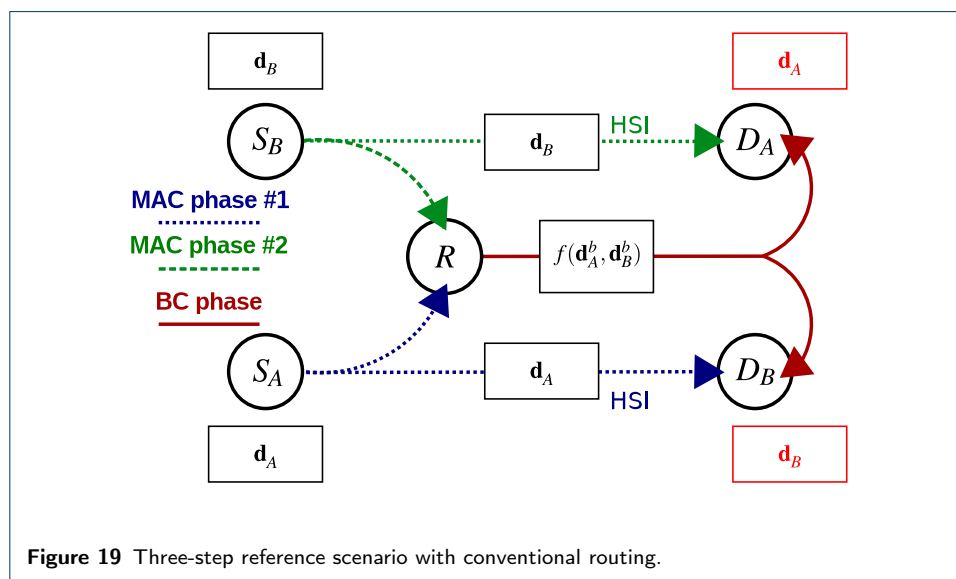 d_B
d_A
S_B
d_B
HSI
D_A
MAC phase #1
MAC phase #2
BC phase
R
f(d_A^b, d_B^b)
S_A
d_A
HSI
D_B
d_A
d_B
Figure 19 Three-step reference scenario with conventional routing.